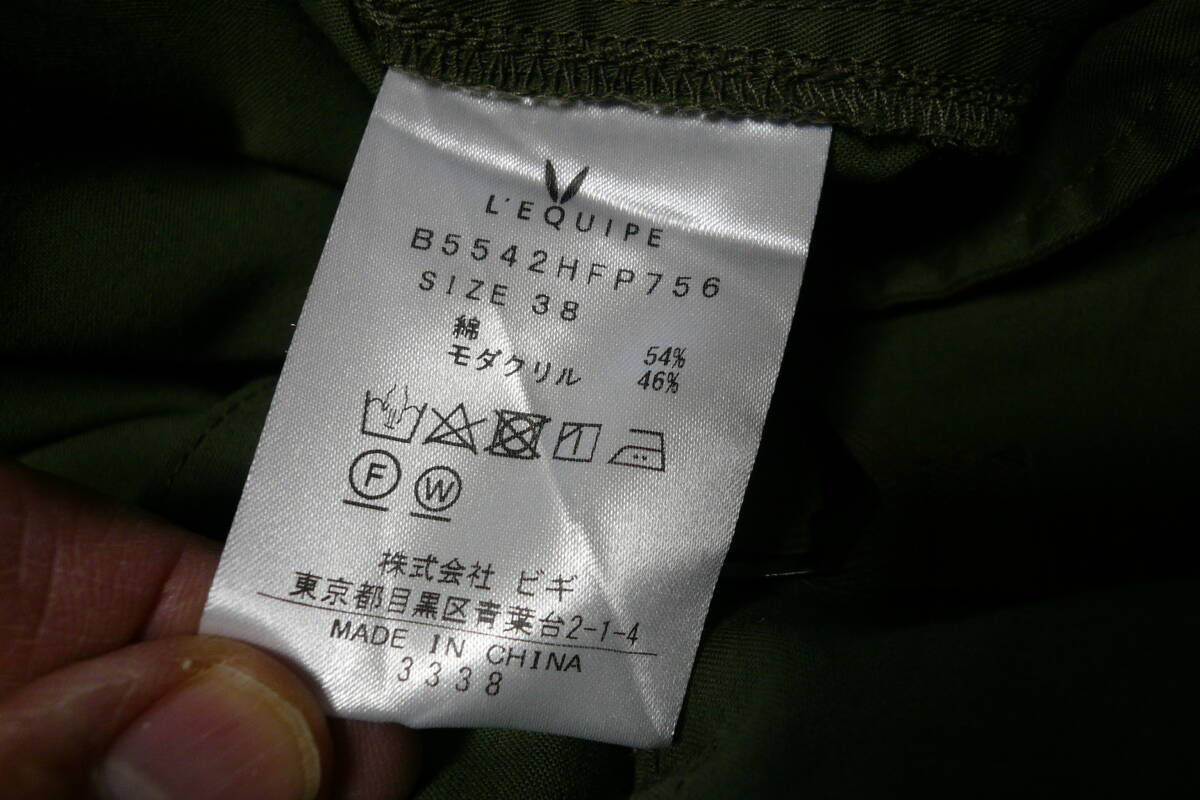 L'EQUIPE
B5542HFP756
SIZE 38
綿 54%
モダクリル 46%
F W
株式会社 ビギ
東京都目黒区青葉台2-1-4
MADE IN CHINA
3338